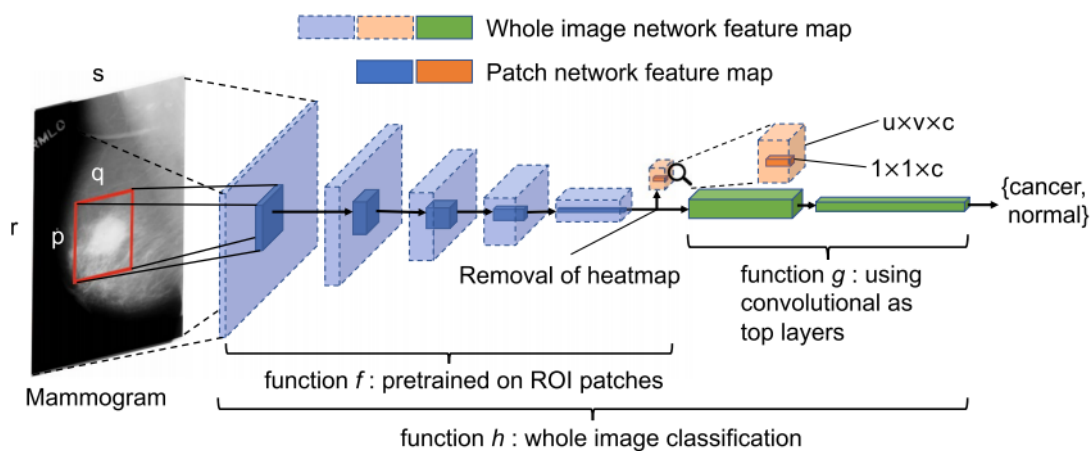 Whole image network feature map
Patch network feature map
s
RMLO
q
p
r
u×v×c
1×1×c
{cancer,
normal}
Removal of heatmap
function g : using
convolutional as
top layers
function f : pretrained on ROI patches
Mammogram
function h : whole image classification